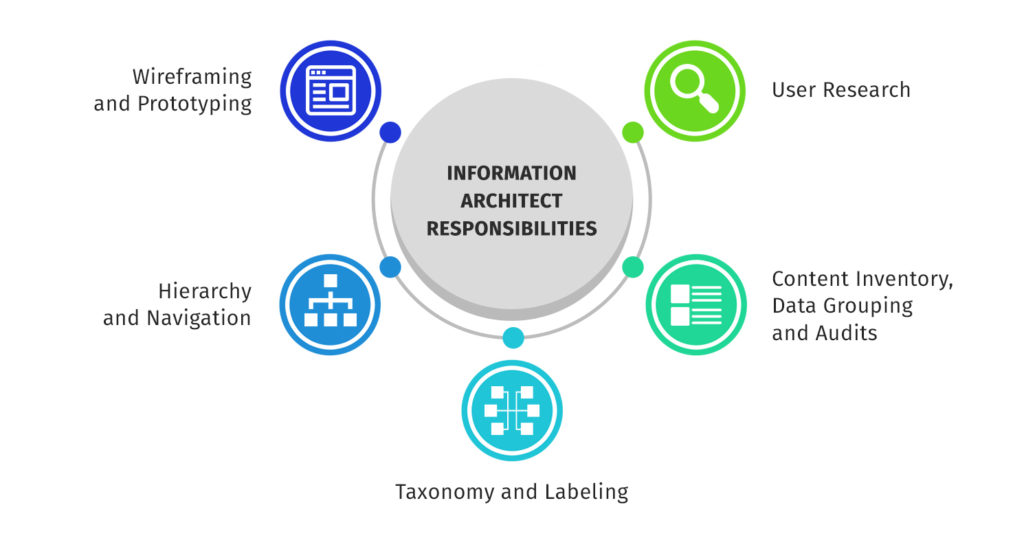 Wireframing
and Prototyping
User Research
INFORMATION
ARCHITECT
RESPONSIBILITIES
Hierarchy
and Navigation
Content Inventory,
Data Grouping
and Audits
Taxonomy and Labeling